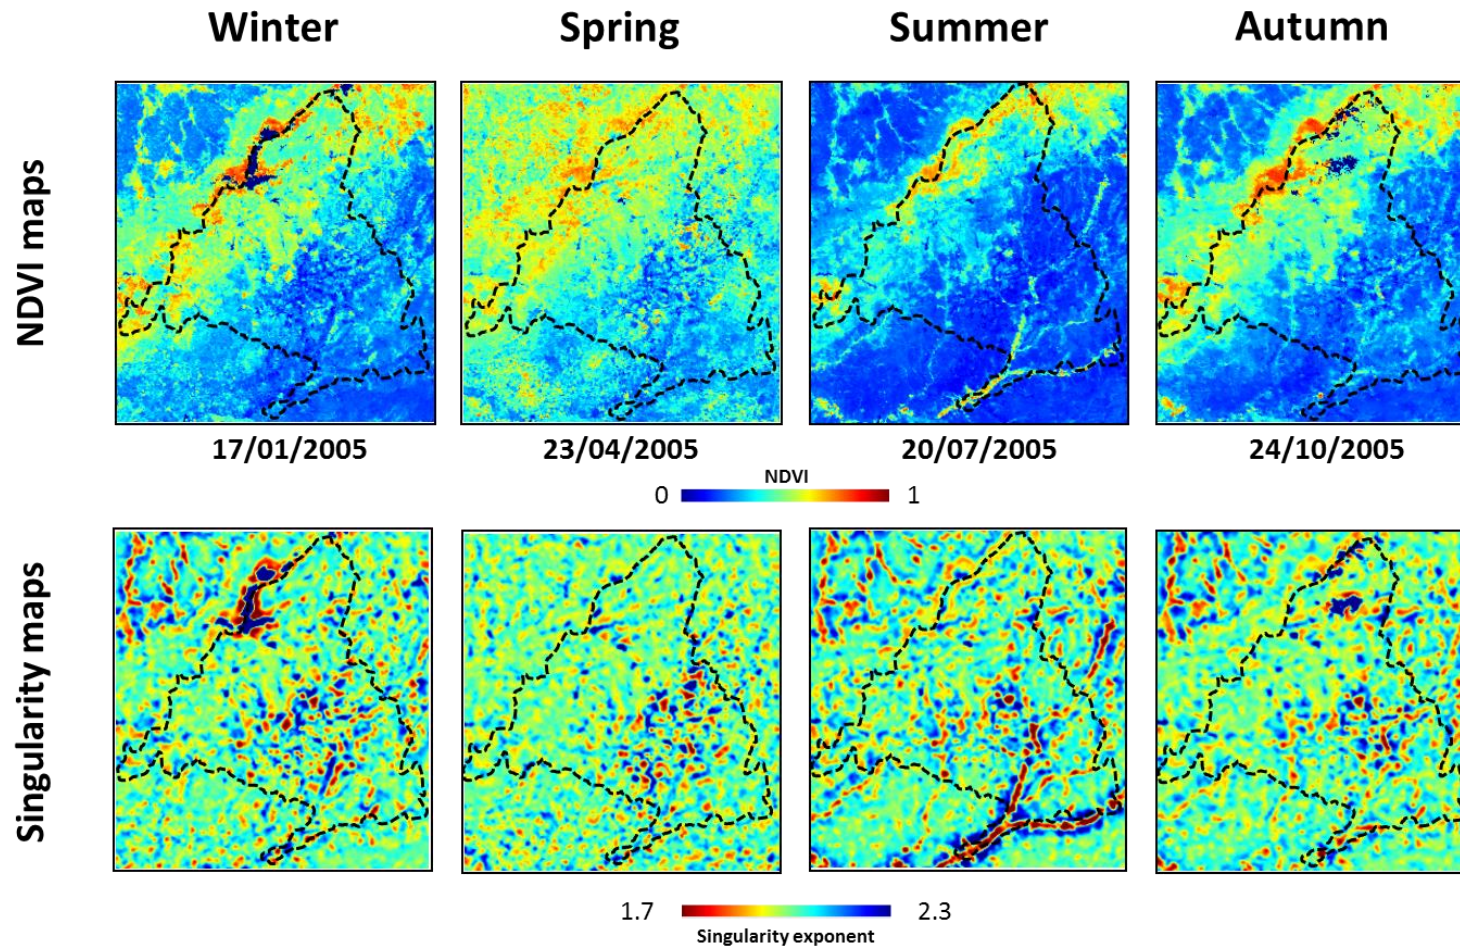 Winter Spring Summer Autumn
NDVI maps
17/01/2005 23/04/2005 20/07/2005 24/10/2005
NDVI
0 1
Singularity maps
1.7 2.3
Singularity exponent